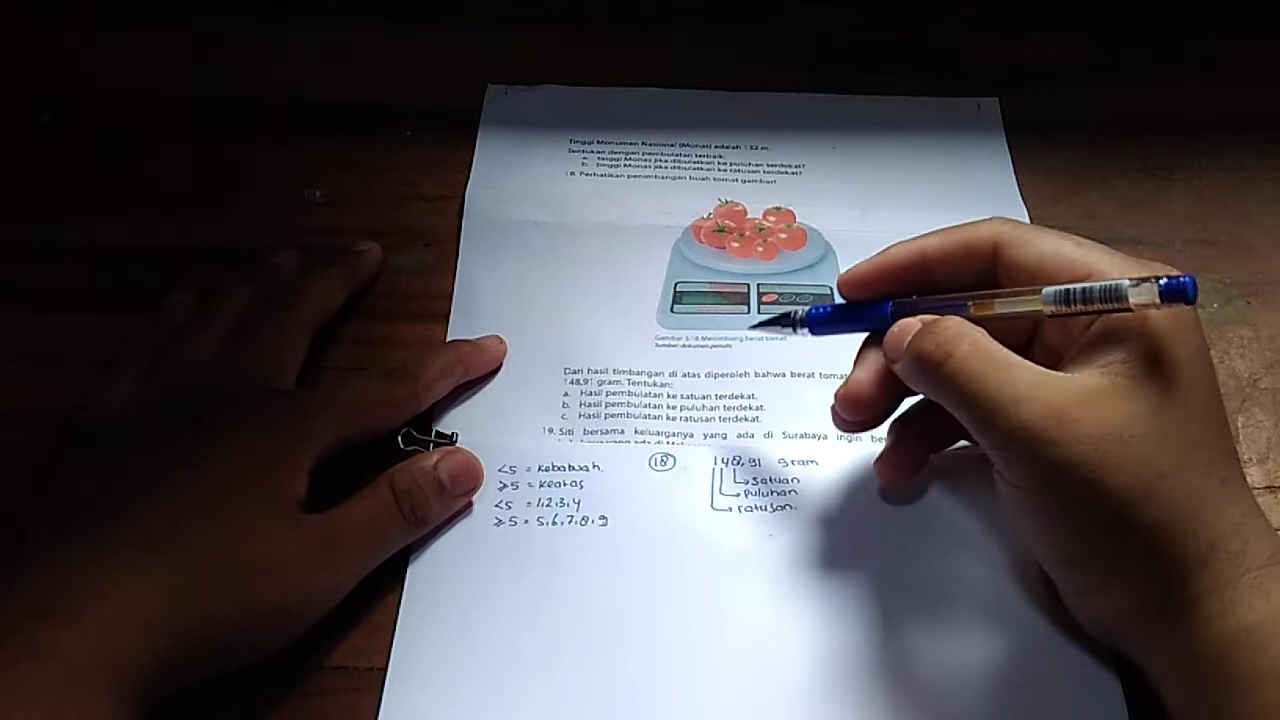 Tinggi Monumen Nasional (Monas) adalah 132 m.
Tentukan dengan pembulatan terbaik:
a. tinggi Monas jika dibulatkan ke puluhan terdekat?
b. tinggi Monas jika dibulatkan ke ratusan terdekat?
18. Perhatikan penimbangan buah tomat gambar!
Gambar 3.16 Menimbang berat tomat
Sumber: dokumen penulis
Dari hasil timbangan di atas diperoleh bahwa berat tomat
148,91 gram. Tentukan:
a. Hasil pembulatan ke satuan terdekat.
b. Hasil pembulatan ke puluhan terdekat.
c. Hasil pembulatan ke ratusan terdekat.
19. Siti bersama keluarganya yang ada di Surabaya ingin
<5 = kebawah.
≥5 = keatas
<5 = 1,2,3,4
≥5 = 5,6,7,8,9
18 148,91 gram
satuan
puluhan
ratusan.